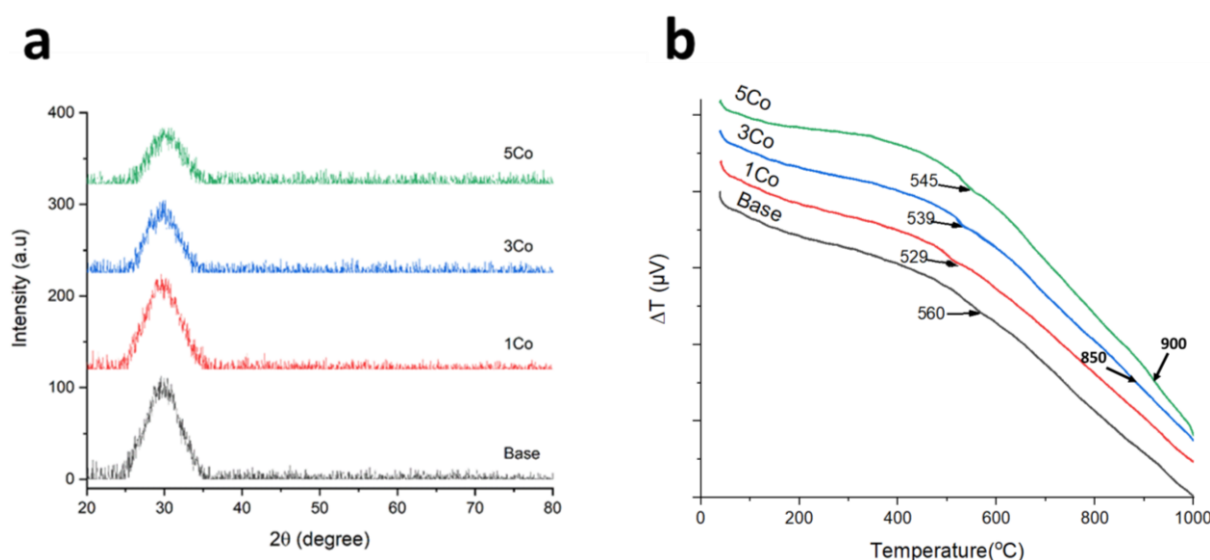 a
400
300
200
100
0
Intensity (a.u)
5Co
3Co
1Co
Base
20 30 40 50 60 70 80
2θ (degree)
b
5Co
3Co
1Co
Base
545
539
529
560
850
900
ΔT (µV)
0 200 400 600 800 1000
Temperature(°C)